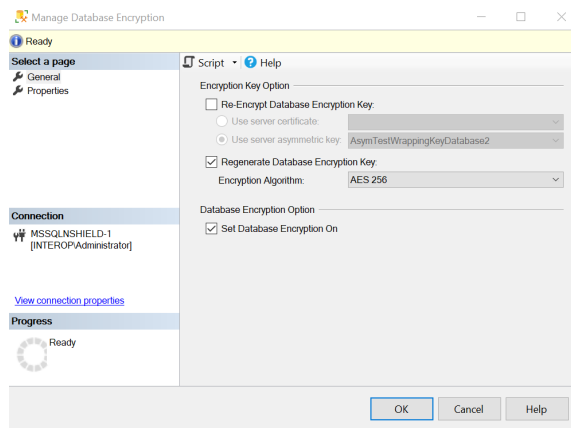 Manage Database Encryption
Ready
Select a page
General
Properties
Script
Help
Encryption Key Option
Re-Encrypt Database Encryption Key:
Use server certificate:
Use server asymmetric key: AsymTestWrappingKeyDatabase2
Regenerate Database Encryption Key:
Encryption Algorithm: AES 256
Database Encryption Option
Set Database Encryption On
Connection
MSSQLNSHIELD-1
[INTEROP\Administrator]
View connection properties
Progress
Ready
OK Cancel Help